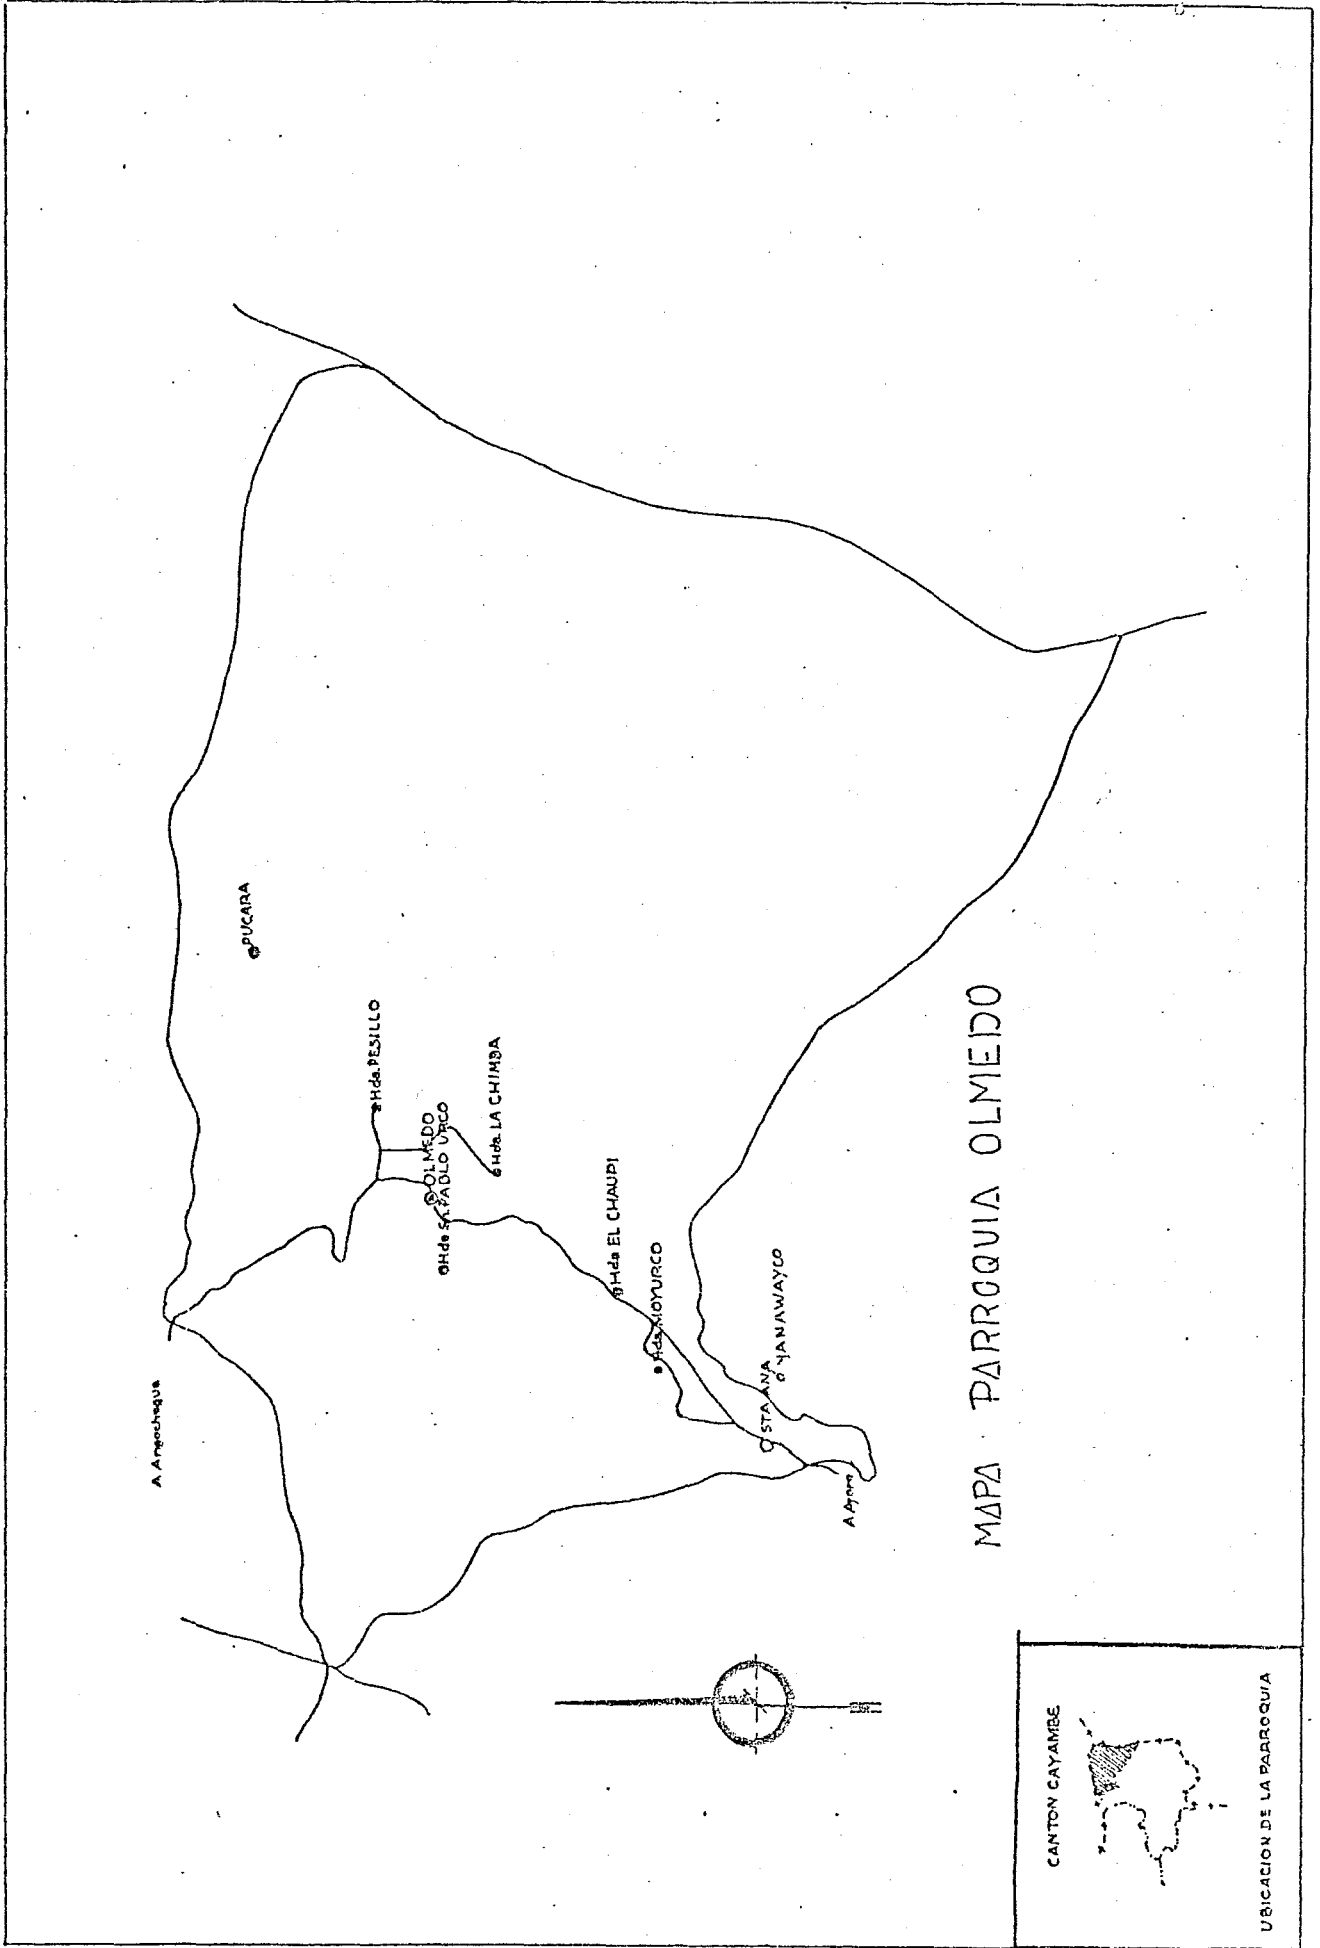 A Angochagua
PUCARA
Hda. PESILLO
OLMEDO
Hda S. PABLO URCO
Hda. LA CHIMBA
Hda EL CHAUPI
Hda MOYURCO
STA ANA
YANAWAYCO
A Ayora
MAPA PARROQUIA OLMEDO
CANTON CAYAMBE
UBICACION DE LA PARROQUIA